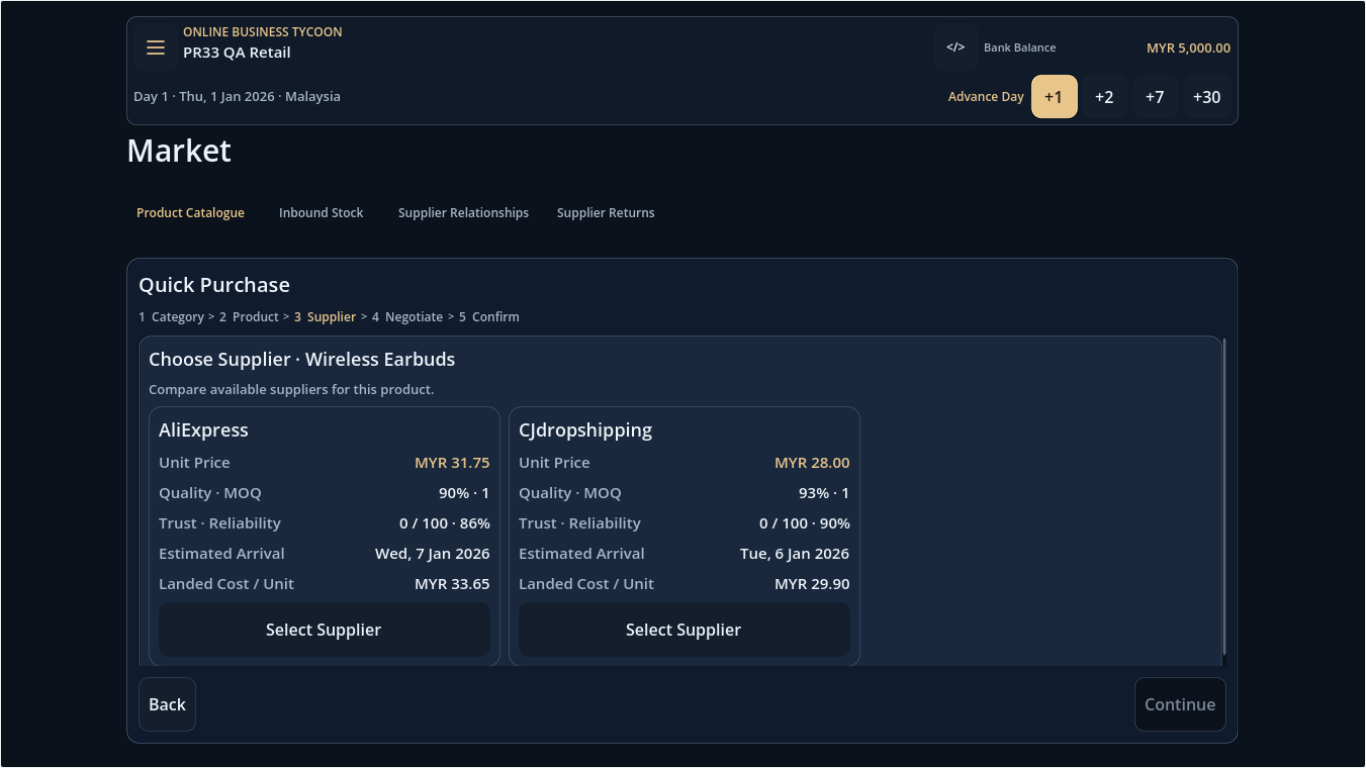 ONLINE BUSINESS TYCOON
PR33 QA Retail
</> Bank Balance MYR 5,000.00
Day 1 · Thu, 1 Jan 2026 · Malaysia
Advance Day +1 +2 +7 +30
Market
Product Catalogue Inbound Stock Supplier Relationships Supplier Returns
Quick Purchase
1 Category > 2 Product > 3 Supplier > 4 Negotiate > 5 Confirm
Choose Supplier · Wireless Earbuds
Compare available suppliers for this product.
AliExpress
Unit Price MYR 31.75
Quality · MOQ 90% · 1
Trust · Reliability 0 / 100 · 86%
Estimated Arrival Wed, 7 Jan 2026
Landed Cost / Unit MYR 33.65
Select Supplier
CJdropshipping
Unit Price MYR 28.00
Quality · MOQ 93% · 1
Trust · Reliability 0 / 100 · 90%
Estimated Arrival Tue, 6 Jan 2026
Landed Cost / Unit MYR 29.90
Select Supplier
Back
Continue